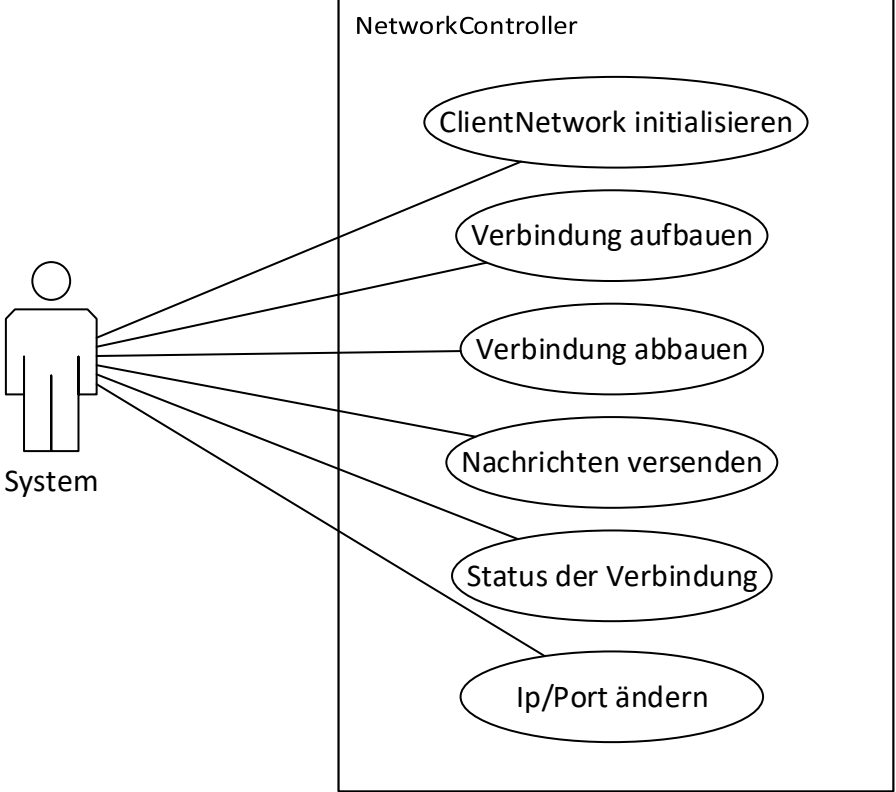 NetworkController
ClientNetwork initialisieren
Verbindung aufbauen
Verbindung abbauen
Nachrichten versenden
System
Status der Verbindung
Ip/Port ändern